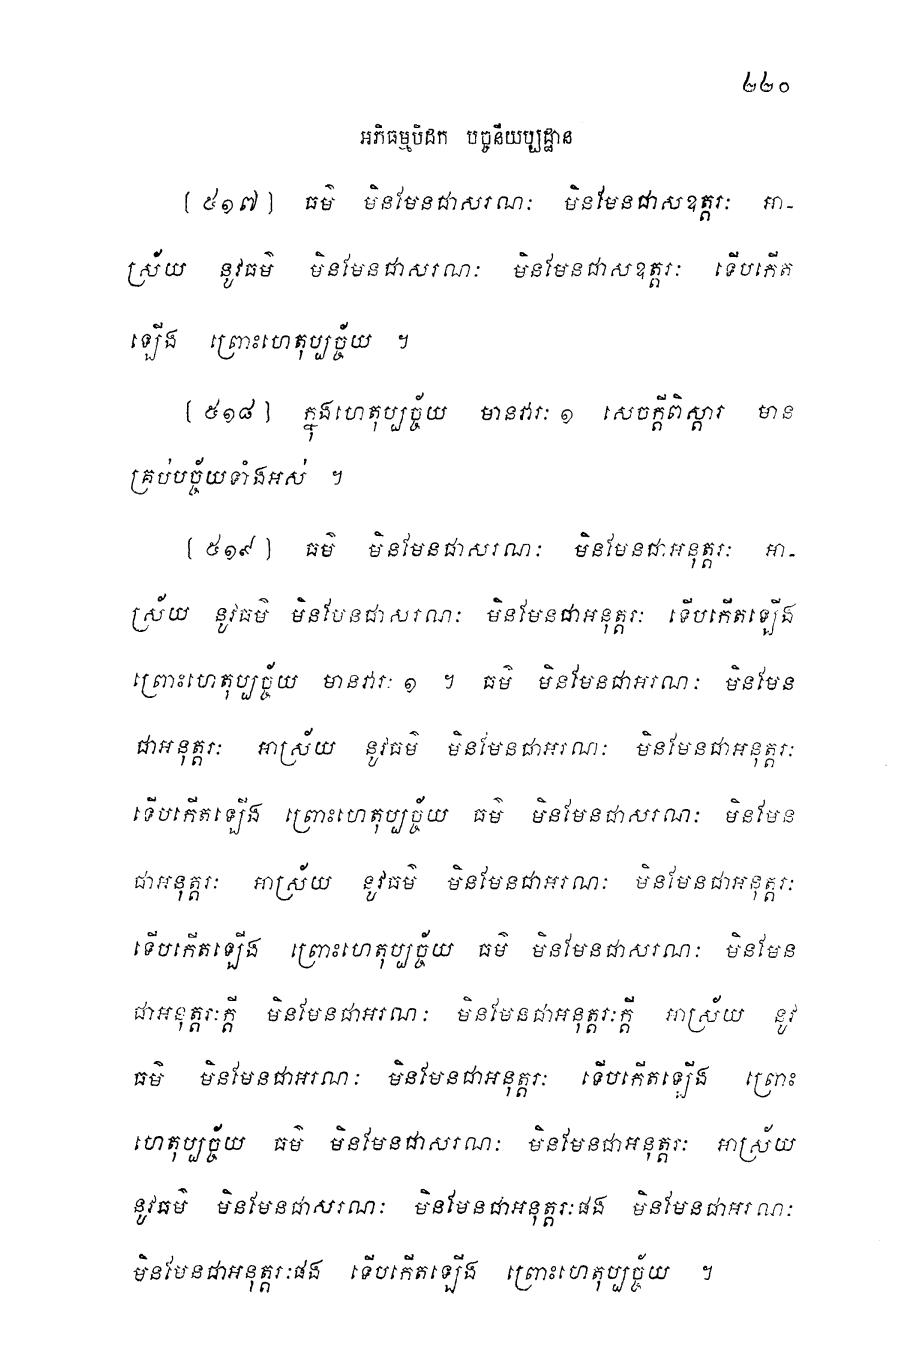 ២២០
អភិធម្មបិដក បច្ចនីយប្បដ្ឋាន
[ ៥១៧ ] ធម៌ មិនមែនជាសរណៈ មិនមែនជាសឧត្តរៈ អា-
ស្រ័យ នូវធម៌ មិនមែនជាសរណៈ មិនមែនជាសឧត្តរៈ ទើបកើត
ឡើង ព្រោះហេតុប្បច្ច័យ ។
[ ៥១៨ ] ក្នុងហេតុប្បច្ច័យ មានវារៈ ១ សេចក្តីពិស្តារ មាន
គ្រប់បច្ច័យទាំងអស់ ។
[ ៥១៩ ] ធម៌ មិនមែនជាសរណៈ មិនមែនជាអនុត្តរៈ អា-
ស្រ័យ នូវធម៌ មិនមែនជាសរណៈ មិនមែនជាអនុត្តរៈ ទើបកើតឡើង
ព្រោះហេតុប្បច្ច័យ មានវារៈ ១ ។ ធម៌ មិនមែនជាអរណៈ មិនមែន
ជាអនុត្តរៈ អាស្រ័យ នូវធម៌ មិនមែនជាអរណៈ មិនមែនជាអនុត្តរៈ
ទើបកើតឡើង ព្រោះហេតុប្បច្ច័យ ធម៌ មិនមែនជាសរណៈ មិនមែន
ជាអនុត្តរៈ អាស្រ័យ នូវធម៌ មិនមែនជាអរណៈ មិនមែនជាអនុត្តរៈ
ទើបកើតឡើង ព្រោះហេតុប្បច្ច័យ ធម៌ មិនមែនជាសរណៈ មិនមែន
ជាអនុត្តរៈក្តី មិនមែនជាអរណៈ មិនមែនជាអនុត្តរៈក្តី អាស្រ័យ នូវ
ធម៌ មិនមែនជាអរណៈ មិនមែនជាអនុត្តរៈ ទើបកើតឡើង ព្រោះ
ហេតុប្បច្ច័យ ធម៌ មិនមែនជាសរណៈ មិនមែនជាអនុត្តរៈ អាស្រ័យ
នូវធម៌ មិនមែនជាសរណៈ មិនមែនជាអនុត្តរៈផង មិនមែនជាអរណៈ
មិនមែនជាអនុត្តរៈផង ទើបកើតឡើង ព្រោះហេតុប្បច្ច័យ ។